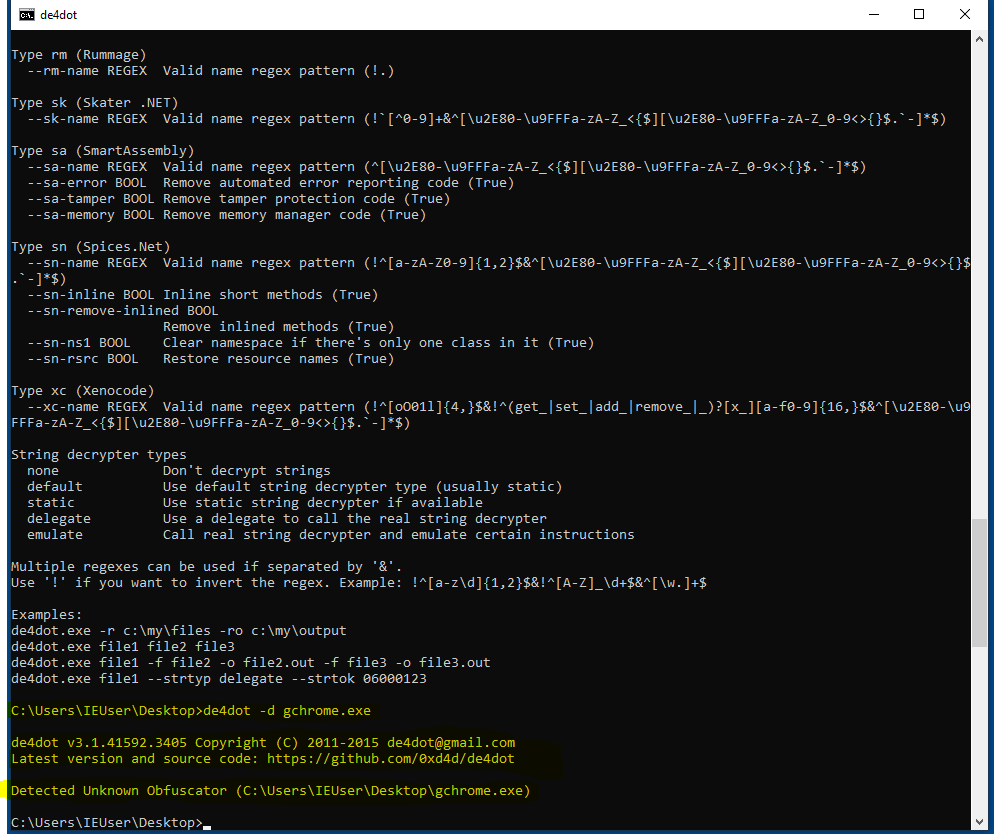 de4dot
Type rm (Rummage)
--rm-name REGEX  Valid name regex pattern (!.)
Type sk (Skater .NET)
--sk-name REGEX  Valid name regex pattern (!`[^0-9]+&^[\u2E80-\u9FFFa-zA-Z_<{$][\u2E80-\u9FFFa-zA-Z_0-9<>{}$.`-]*$)
Type sa (SmartAssembly)
--sa-name REGEX  Valid name regex pattern (^[\u2E80-\u9FFFa-zA-Z_<{$][\u2E80-\u9FFFa-zA-Z_0-9<>{}$.`-]*$)
--sa-error BOOL  Remove automated error reporting code (True)
--sa-tamper BOOL Remove tamper protection code (True)
--sa-memory BOOL Remove memory manager code (True)
Type sn (Spices.Net)
--sn-name REGEX  Valid name regex pattern (!^[a-zA-Z0-9]{1,2}$&^[\u2E80-\u9FFFa-zA-Z_<{$][\u2E80-\u9FFFa-zA-Z_0-9<>{}$
.`-]*$)
--sn-inline BOOL Inline short methods (True)
--sn-remove-inlined BOOL
Remove inlined methods (True)
--sn-ns1 BOOL    Clear namespace if there's only one class in it (True)
--sn-rsrc BOOL   Restore resource names (True)
Type xc (Xenocode)
--xc-name REGEX  Valid name regex pattern (!^[oO01l]{4,}$&!^(get_|set_|add_|remove_|_)?[x_][a-f0-9]{16,}$&^[\u2E80-\u9
FFFa-zA-Z_<{$][\u2E80-\u9FFFa-zA-Z_0-9<>{}$.`-]*$)
String decrypter types
none             Don't decrypt strings
default          Use default string decrypter type (usually static)
static           Use static string decrypter if available
delegate         Use a delegate to call the real string decrypter
emulate          Call real string decrypter and emulate certain instructions
Multiple regexes can be used if separated by '&'.
Use '!' if you want to invert the regex. Example: !^[a-z\d]{1,2}$&!^[A-Z]_\d+$&^[\w.]+$
Examples:
de4dot.exe -r c:\my\files -ro c:\my\output
de4dot.exe file1 file2 file3
de4dot.exe file1 -f file2 -o file2.out -f file3 -o file3.out
de4dot.exe file1 --strtyp delegate --strtok 06000123
C:\Users\IEUser\Desktop>de4dot -d gchrome.exe
de4dot v3.1.41592.3405 Copyright (C) 2011-2015 de4dot@gmail.com
Latest version and source code: https://github.com/0xd4d/de4dot
Detected Unknown Obfuscator (C:\Users\IEUser\Desktop\gchrome.exe)
C:\Users\IEUser\Desktop>